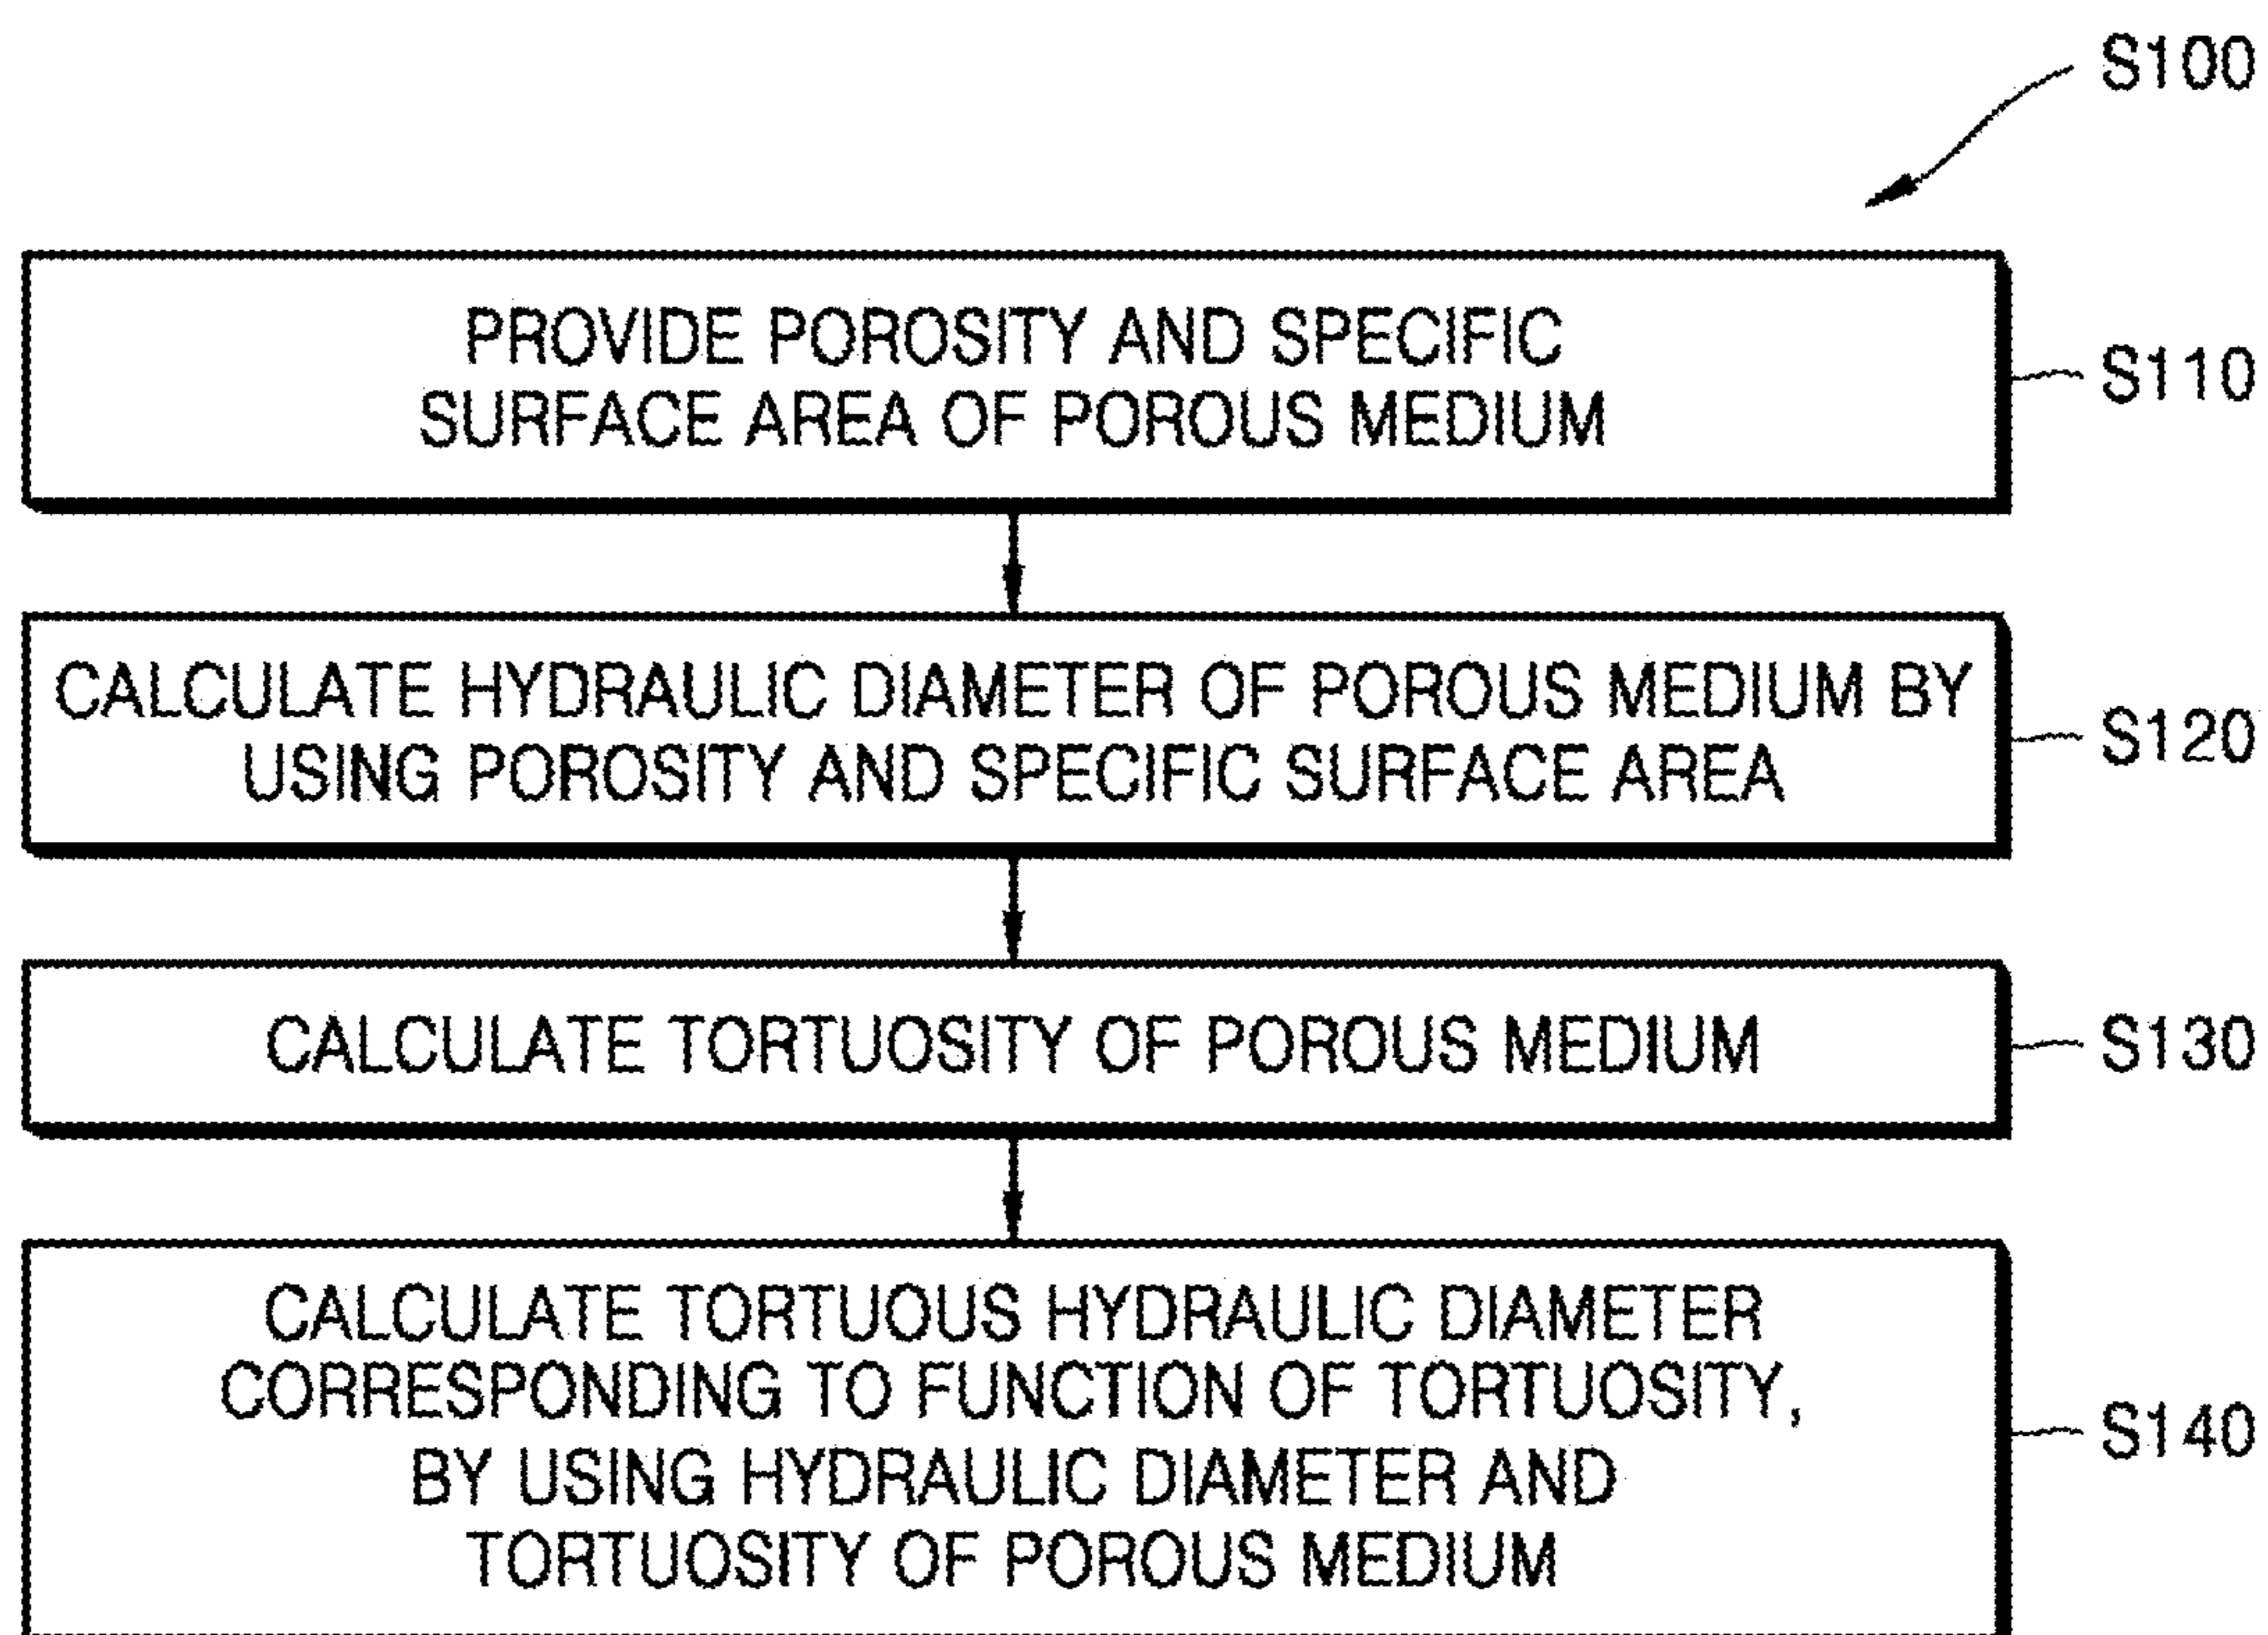 S100
PROVIDE POROSITY AND SPECIFIC
SURFACE AREA OF POROUS MEDIUM
S110
CALCULATE HYDRAULIC DIAMETER OF POROUS MEDIUM BY
USING POROSITY AND SPECIFIC SURFACE AREA
S120
CALCULATE TORTUOSITY OF POROUS MEDIUM
S130
CALCULATE TORTUOUS HYDRAULIC DIAMETER
CORRESPONDING TO FUNCTION OF TORTUOSITY,
BY USING HYDRAULIC DIAMETER AND
TORTUOSITY OF POROUS MEDIUM
S140